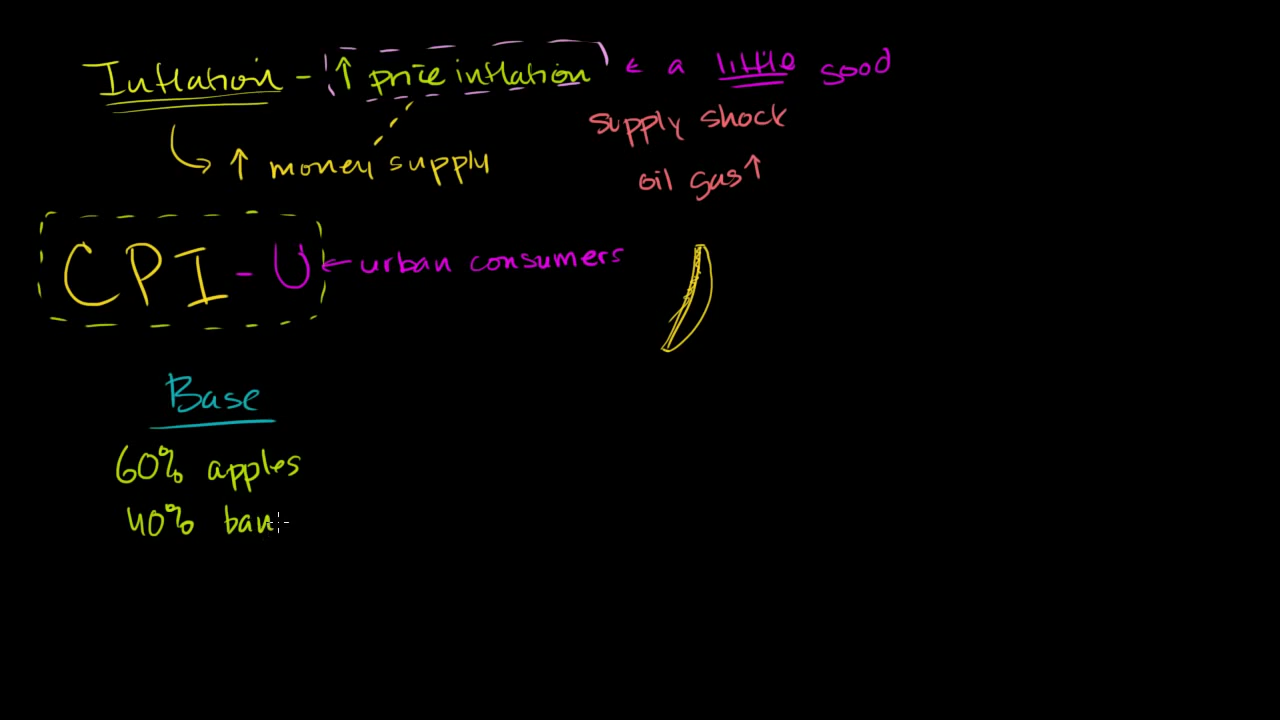 Inflation - ↑ price inflation ← a little good
supply shock
↑ money supply
oil gas ↑
CPI - U ← urban consumers
Base
60% apples
40% ban